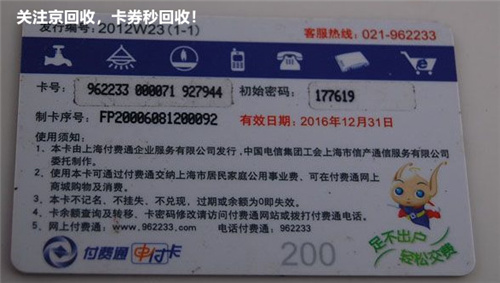 关注京回收，卡券秒回收！
发行编号：2012W23(1-1)
客服热线：021-962233
卡号：
962233 000071 927944
初始密码：
177619
制卡序号：
FP20006081200092
有效日期：2016年12月31日
使用须知：
1、本卡由上海付费通企业服务有限公司发行，中国电信集团工会上海市信产通信服务有限公司
委托制作。
2、使用本卡可通过付费通交纳上海市居民家庭公用事业费、可在付费通网上
商城购物及消费。
3、本卡不记名、不挂失、不兑现，过期或余额为0即失效。
4、卡余额查询及转移、卡密码修改请访问付费通网站或拨打付费通电话。
5、网上付费通：www.962233.com 电话付费通：962233
付费通 申付卡
200
足不出户
轻松交费